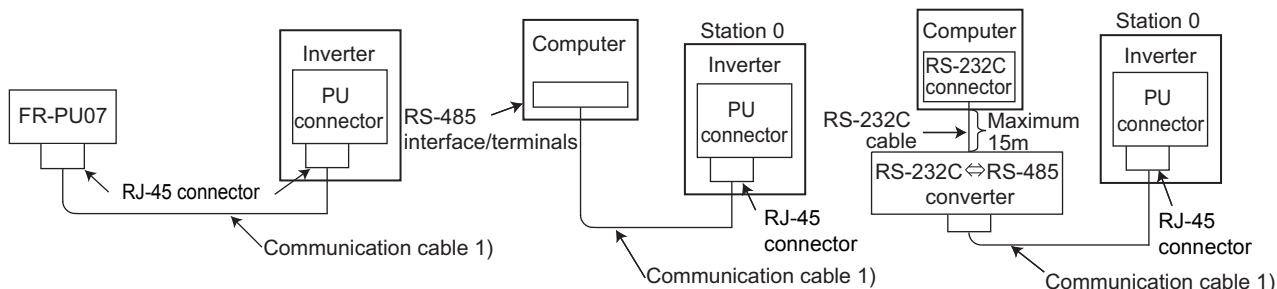 Inverter
PU
connector
FR-PU07
RJ-45 connector
Communication cable 1)
Computer
RS-485
interface/terminals
Station 0
Inverter
PU
connector
RJ-45
connector
Communication cable 1)
Computer
RS-232C
connector
RS-232C
cable
Maximum
15m
RS-232C⇔RS-485
converter
Station 0
Inverter
PU
connector
RJ-45
connector
Communication cable 1)